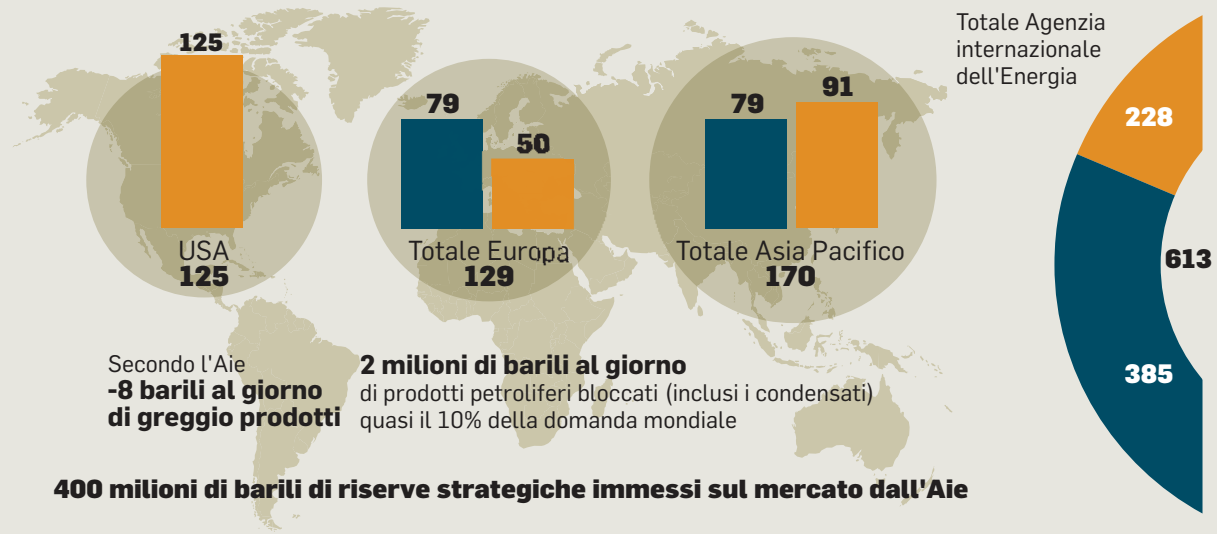 125
USA
125
79
50
Totale Europa
129
79
91
Totale Asia Pacifico
170
Totale Agenzia
internazionale
dell'Energia
228
613
385
Secondo l'Aie
-8 barili al giorno
di greggio prodotti
2 milioni di barili al giorno
di prodotti petroliferi bloccati (inclusi i condensati)
quasi il 10% della domanda mondiale
400 milioni di barili di riserve strategiche immessi sul mercato dall'Aie